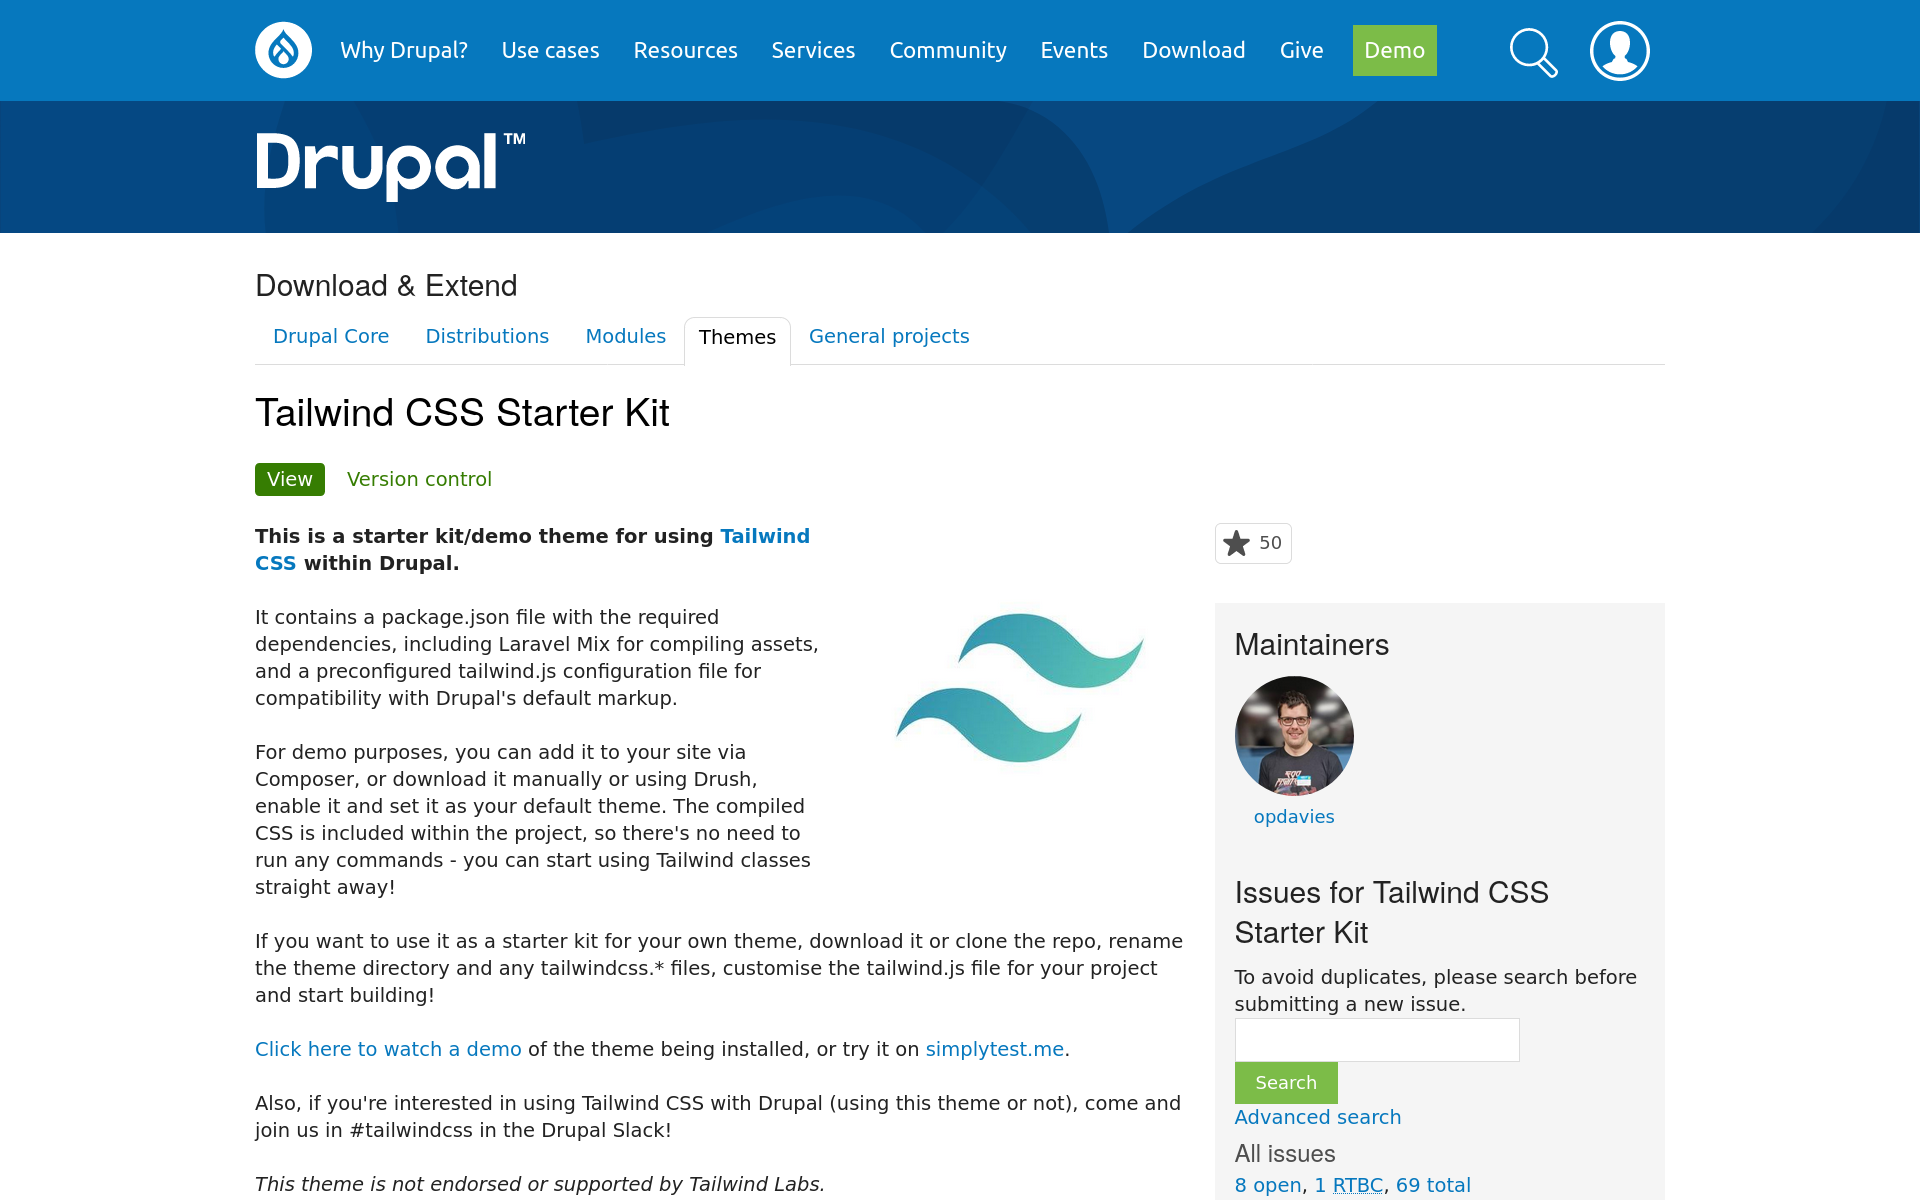 Why Drupal? Use cases Resources Services Community Events Download Give Demo
Drupal™
Download & Extend
Drupal Core Distributions Modules Themes General projects
Tailwind CSS Starter Kit
View Version control
This is a starter kit/demo theme for using Tailwind
CSS within Drupal.
It contains a package.json file with the required
dependencies, including Laravel Mix for compiling assets,
and a preconfigured tailwind.js configuration file for
compatibility with Drupal's default markup.
For demo purposes, you can add it to your site via
Composer, or download it manually or using Drush,
enable it and set it as your default theme. The compiled
CSS is included within the project, so there's no need to
run any commands - you can start using Tailwind classes
straight away!
If you want to use it as a starter kit for your own theme, download it or clone the repo, rename
the theme directory and any tailwindcss.* files, customise the tailwind.js file for your project
and start building!
Click here to watch a demo of the theme being installed, or try it on simplytest.me.
Also, if you're interested in using Tailwind CSS with Drupal (using this theme or not), come and
join us in #tailwindcss in the Drupal Slack!
This theme is not endorsed or supported by Tailwind Labs.
50
Maintainers
opdavies
Issues for Tailwind CSS
Starter Kit
To avoid duplicates, please search before
submitting a new issue.
Search
Advanced search
All issues
8 open, 1 RTBC, 69 total